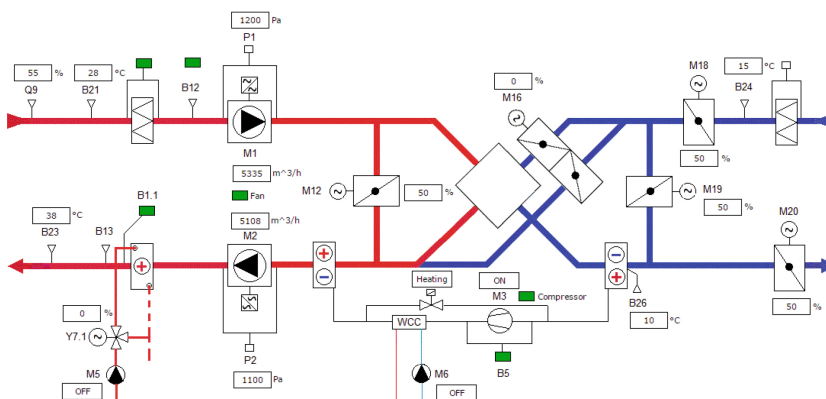 1200 Pa
P1
55 %
28 °C
Q9
B21
B12
M1
5335 m^3/h
Fan
5108 m^3/h
M2
B1.1
38 °C
B23
B13
0 %
Y7.1
M5
OFF
P2
1100 Pa
M12
50 %
0 %
M16
M18
15 °C
B24
50 %
M19
50 %
M20
50 %
Heating
ON
M3
Compressor
WCC
B26
10 °C
B5
M6
OFF